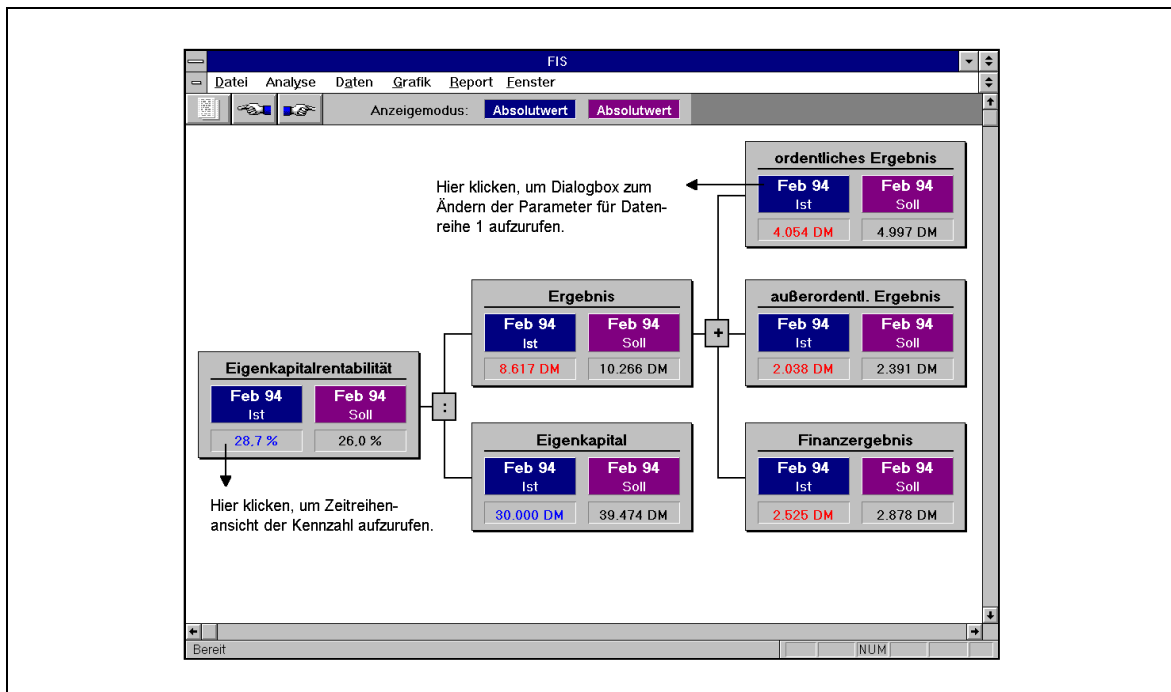 FIS
Datei Analyse Daten Grafik Report Fenster
Anzeigemodus: Absolutwert Absolutwert
ordentliches Ergebnis
Feb 94 Feb 94
Ist Soll
4.054 DM 4.997 DM
Hier klicken, um Dialogbox zum
Ändern der Parameter für Daten-
reihe 1 aufzurufen.
Ergebnis
Feb 94 Feb 94
Ist Soll
8.617 DM 10.266 DM
+
außerordentl. Ergebnis
Feb 94 Feb 94
Ist Soll
2.038 DM 2.391 DM
Eigenkapitalrentabilität
Feb 94 Feb 94
Ist Soll
28,7 % 26,0 %
:
Eigenkapital
Feb 94 Feb 94
Ist Soll
30.000 DM 39.474 DM
Finanzergebnis
Feb 94 Feb 94
Ist Soll
2.525 DM 2.878 DM
Hier klicken, um Zeitreihen-
ansicht der Kennzahl aufzurufen.
Bereit NUM